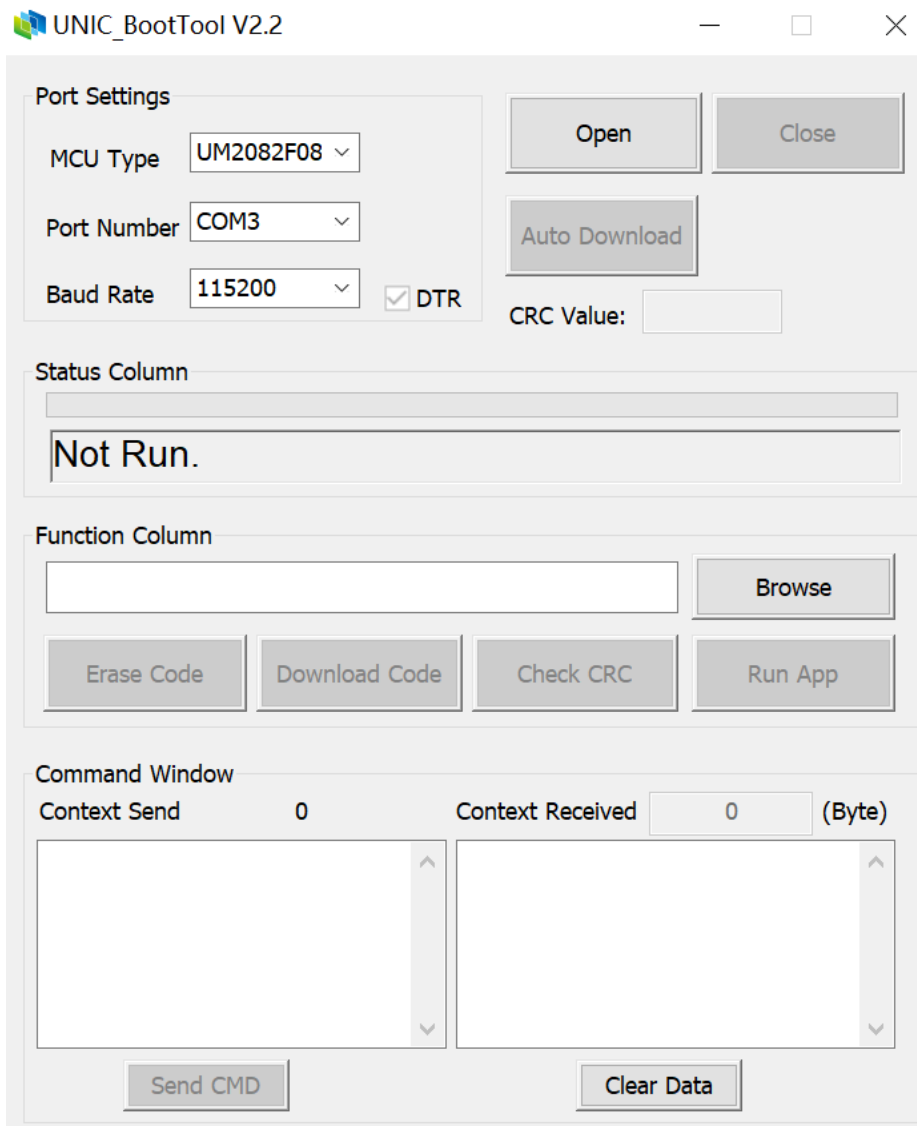 UNIC_BootTool V2.2
Port Settings
MCU Type UM2082F08
Port Number COM3
Baud Rate 115200 DTR
Open Close
Auto Download
CRC Value:
Status Column
Not Run.
Function Column
Browse
Erase Code Download Code Check CRC Run App
Command Window
Context Send 0 Context Received 0 (Byte)
Send CMD Clear Data